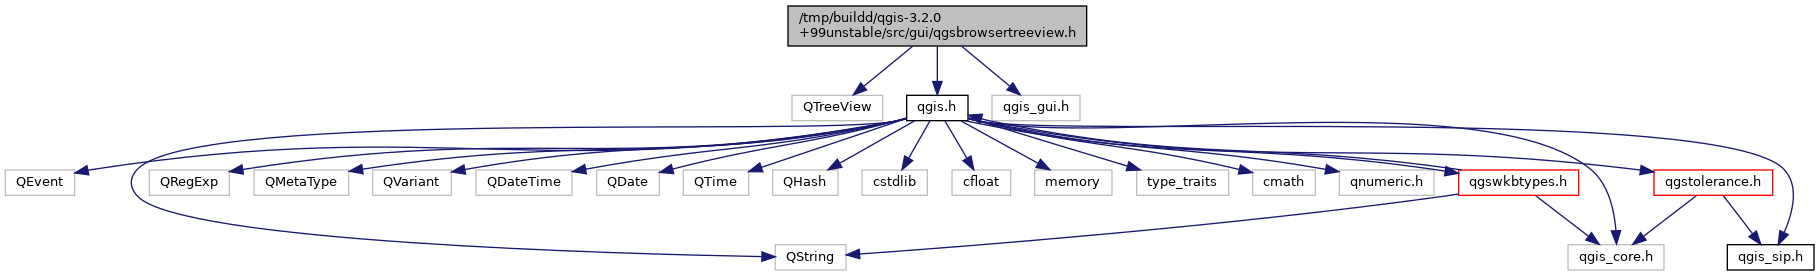 /tmp/buildd/qgis-3.2.0
+99unstable/src/gui/qgsbrowsertreeview.h
QTreeView
qgis.h
qgis_gui.h
QEvent
QRegExp
QMetaType
QVariant
QDateTime
QDate
QTime
QHash
cstdlib
cfloat
memory
type_traits
cmath
qnumeric.h
qgswkbtypes.h
qgstolerance.h
QString
qgis_core.h
qgis_sip.h